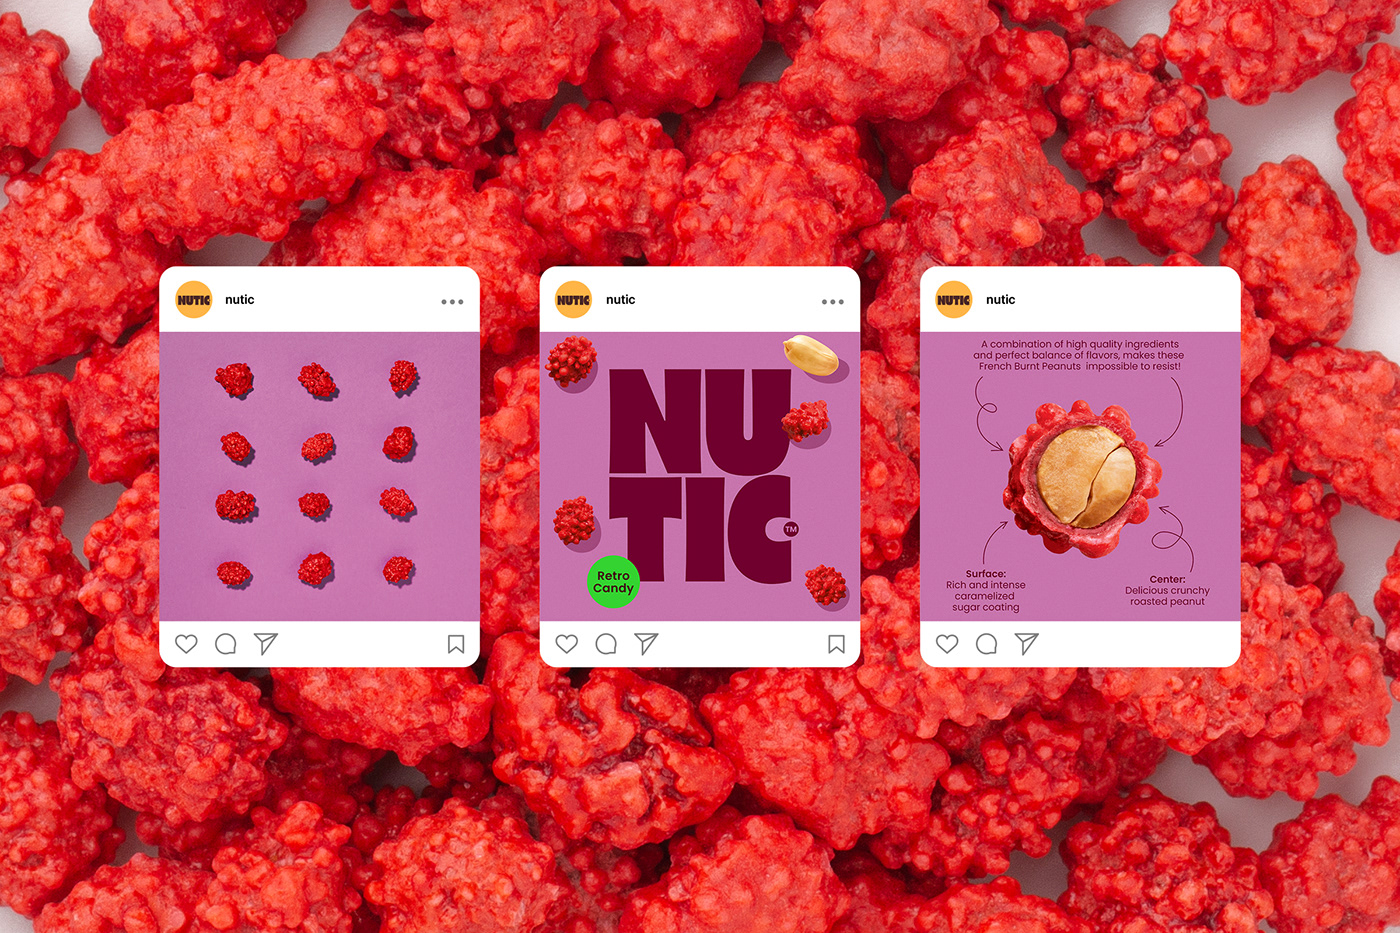 NUTIC
nutic
NUTIC
nutic
NU
TIC
TM
Retro
Candy
NUTIC
nutic
A combination of high quality ingredients
and perfect balance of flavors, makes these
French Burnt Peanuts impossible to resist!
Surface:
Rich and intense
caramelized
sugar coating
Center:
Delicious crunchy
roasted peanut